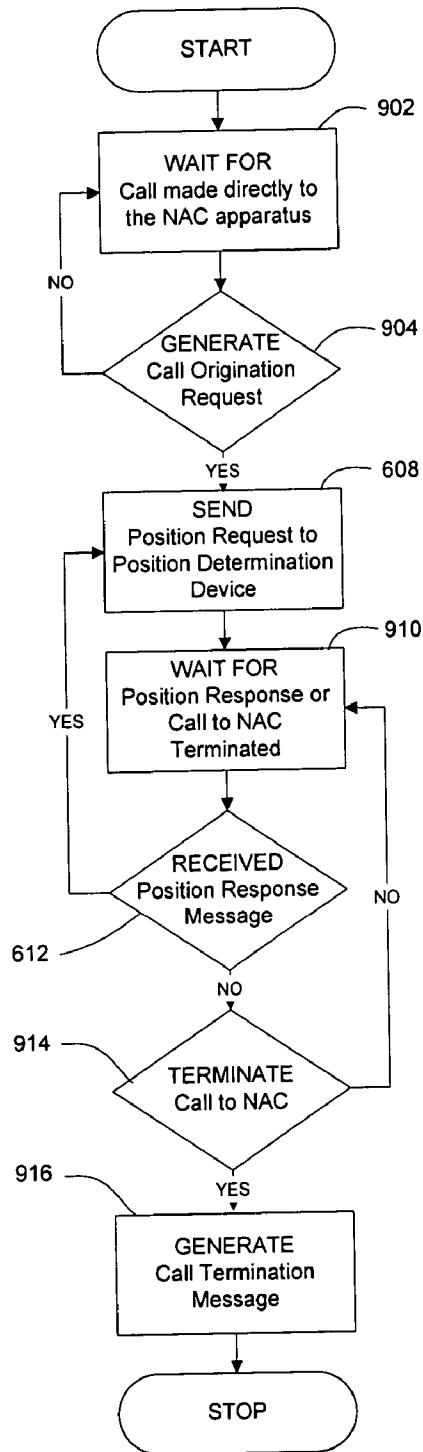 START
902
WAIT FOR
Call made directly to
the NAC apparatus
NO
904
GENERATE
Call Origination
Request
YES
608
SEND
Position Request to
Position Determination
Device
910
WAIT FOR
Position Response or
Call to NAC
Terminated
YES
RECEIVED
Position Response
Message
NO
612
NO
914
TERMINATE
Call to NAC
YES
916
GENERATE
Call Termination
Message
STOP